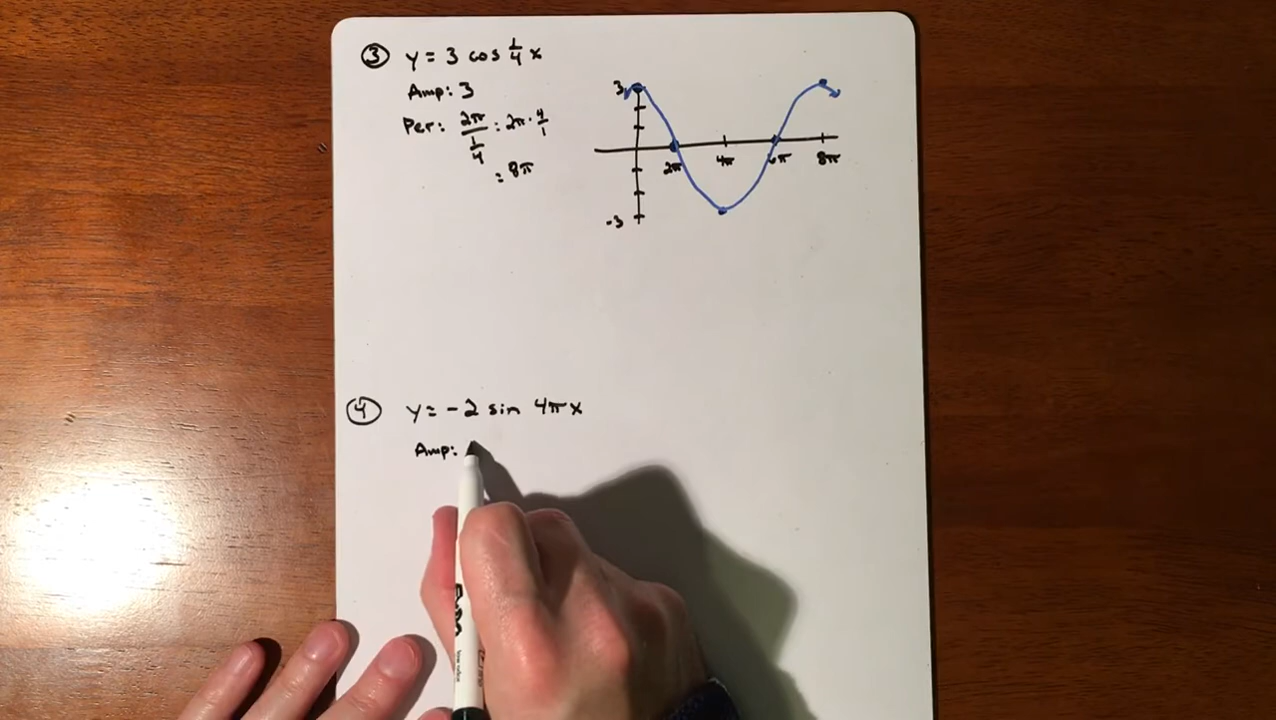 ③ y = 3 cos 1/4 x
Amp: 3
Per: 2π / 1/4 = 2π · 4/1
= 8π
3
2π 4π 6π 8π
-3
④ y = -2 sin 4πx
Amp: